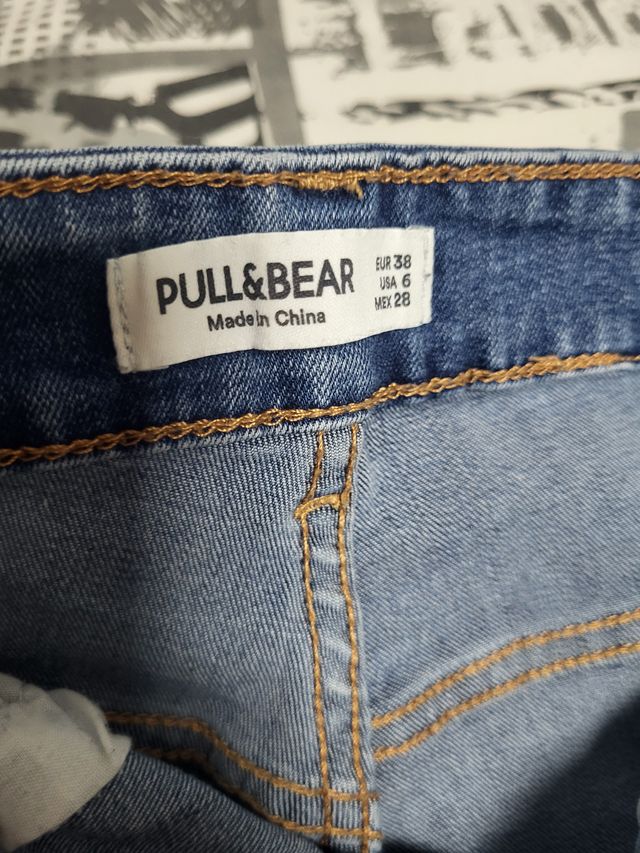 PULL&BEAR
Made in China
EUR 38
USA 6
MEX 28